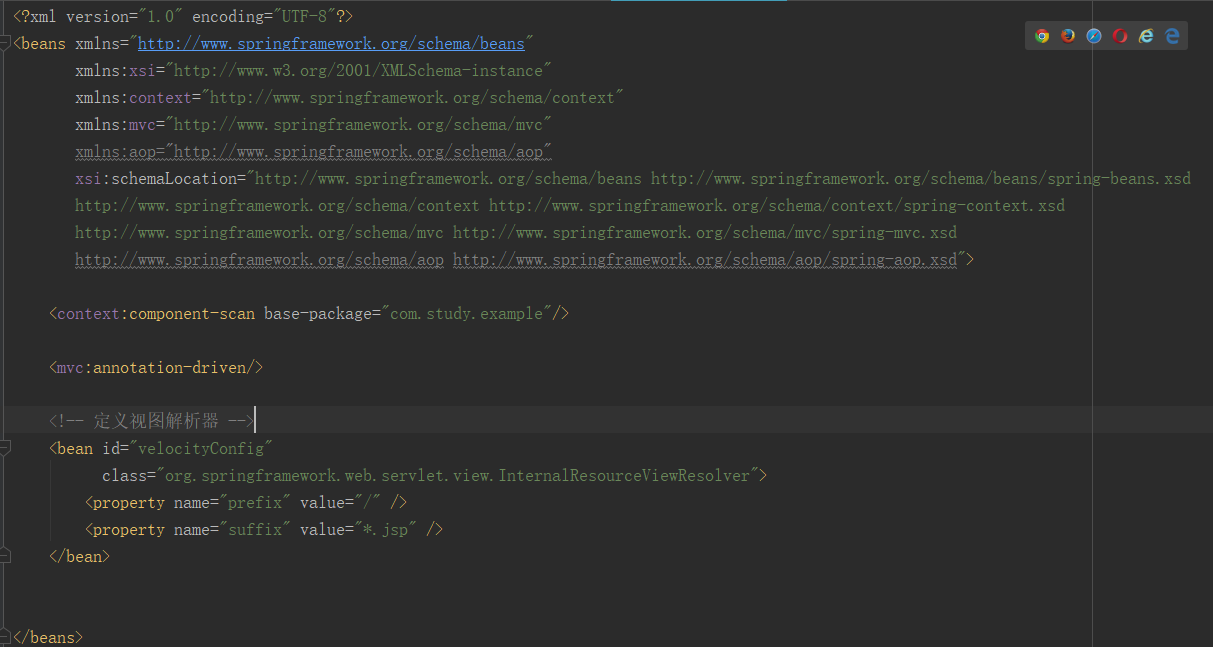 <?xml version="1.0" encoding="UTF-8"?>
<beans xmlns="http://www.springframework.org/schema/beans"
xmlns:xsi="http://www.w3.org/2001/XMLSchema-instance"
xmlns:context="http://www.springframework.org/schema/context"
xmlns:mvc="http://www.springframework.org/schema/mvc"
xmlns:aop="http://www.springframework.org/schema/aop"
xsi:schemaLocation="http://www.springframework.org/schema/beans http://www.springframework.org/schema/beans/spring-beans.xsd
http://www.springframework.org/schema/context http://www.springframework.org/schema/context/spring-context.xsd
http://www.springframework.org/schema/mvc http://www.springframework.org/schema/mvc/spring-mvc.xsd
http://www.springframework.org/schema/aop http://www.springframework.org/schema/aop/spring-aop.xsd">
<context:component-scan base-package="com.study.example"/>
<mvc:annotation-driven/>
<!-- 定义视图解析器 -->
<bean id="velocityConfig"
class="org.springframework.web.servlet.view.InternalResourceViewResolver">
<property name="prefix" value="/" />
<property name="suffix" value="*.jsp" />
</bean>
</beans>